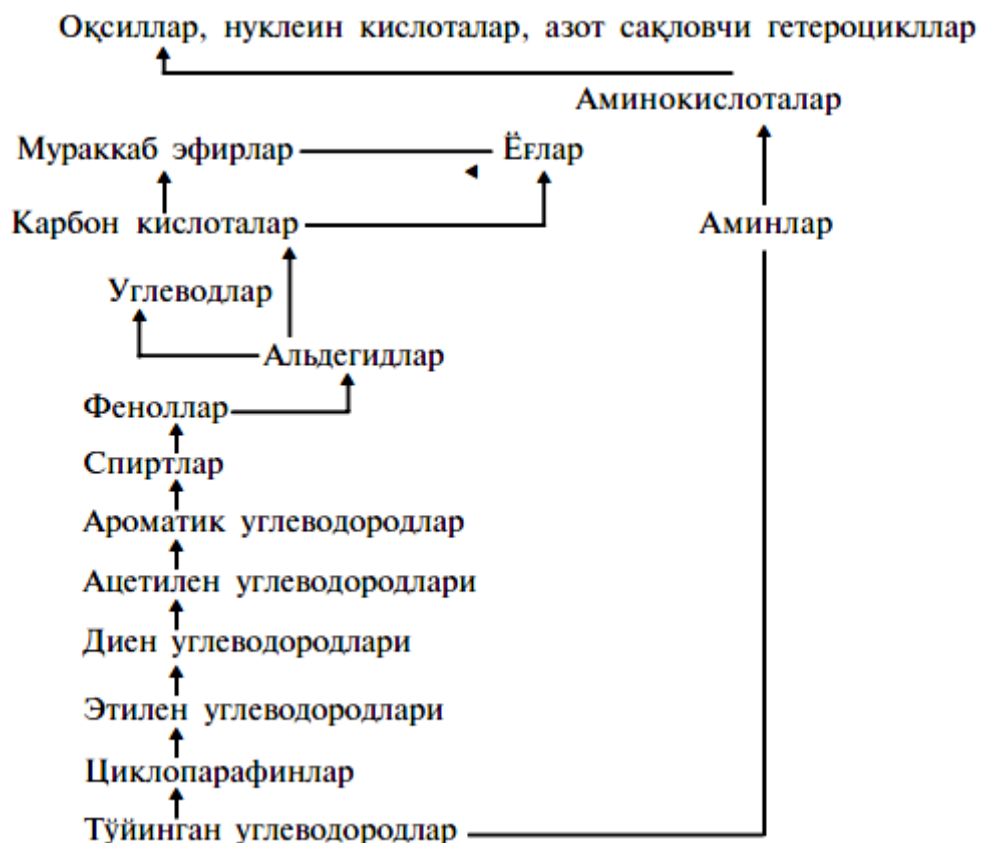 Оқсиллар, нуклеин кислоталар, азот сақловчи гетероцикллар
Аминокислоталар
Мураккаб эфирлар Ёғлар
Карбон кислоталар Аминлар
Углеводлар
Альдегидлар
Феноллар
Спиртлар
Ароматик углеводородлар
Ацетилен углеводородлари
Диен углеводородлари
Этилен углеводородлари
Циклопарафинлар
Тўйинган углеводородлар